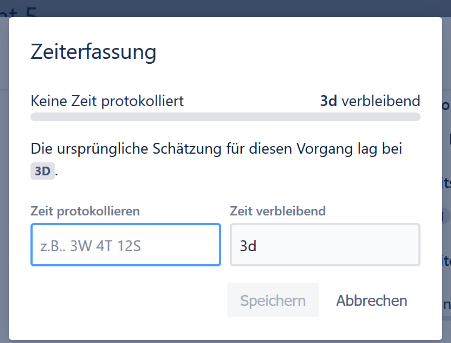 Zeiterfassung
Keine Zeit protokolliert 3d verbleibend
Die ursprüngliche Schätzung für diesen Vorgang lag bei
3D.
Zeit protokollieren Zeit verbleibend
z.B.. 3W 4T 12S 3d
Speichern Abbrechen